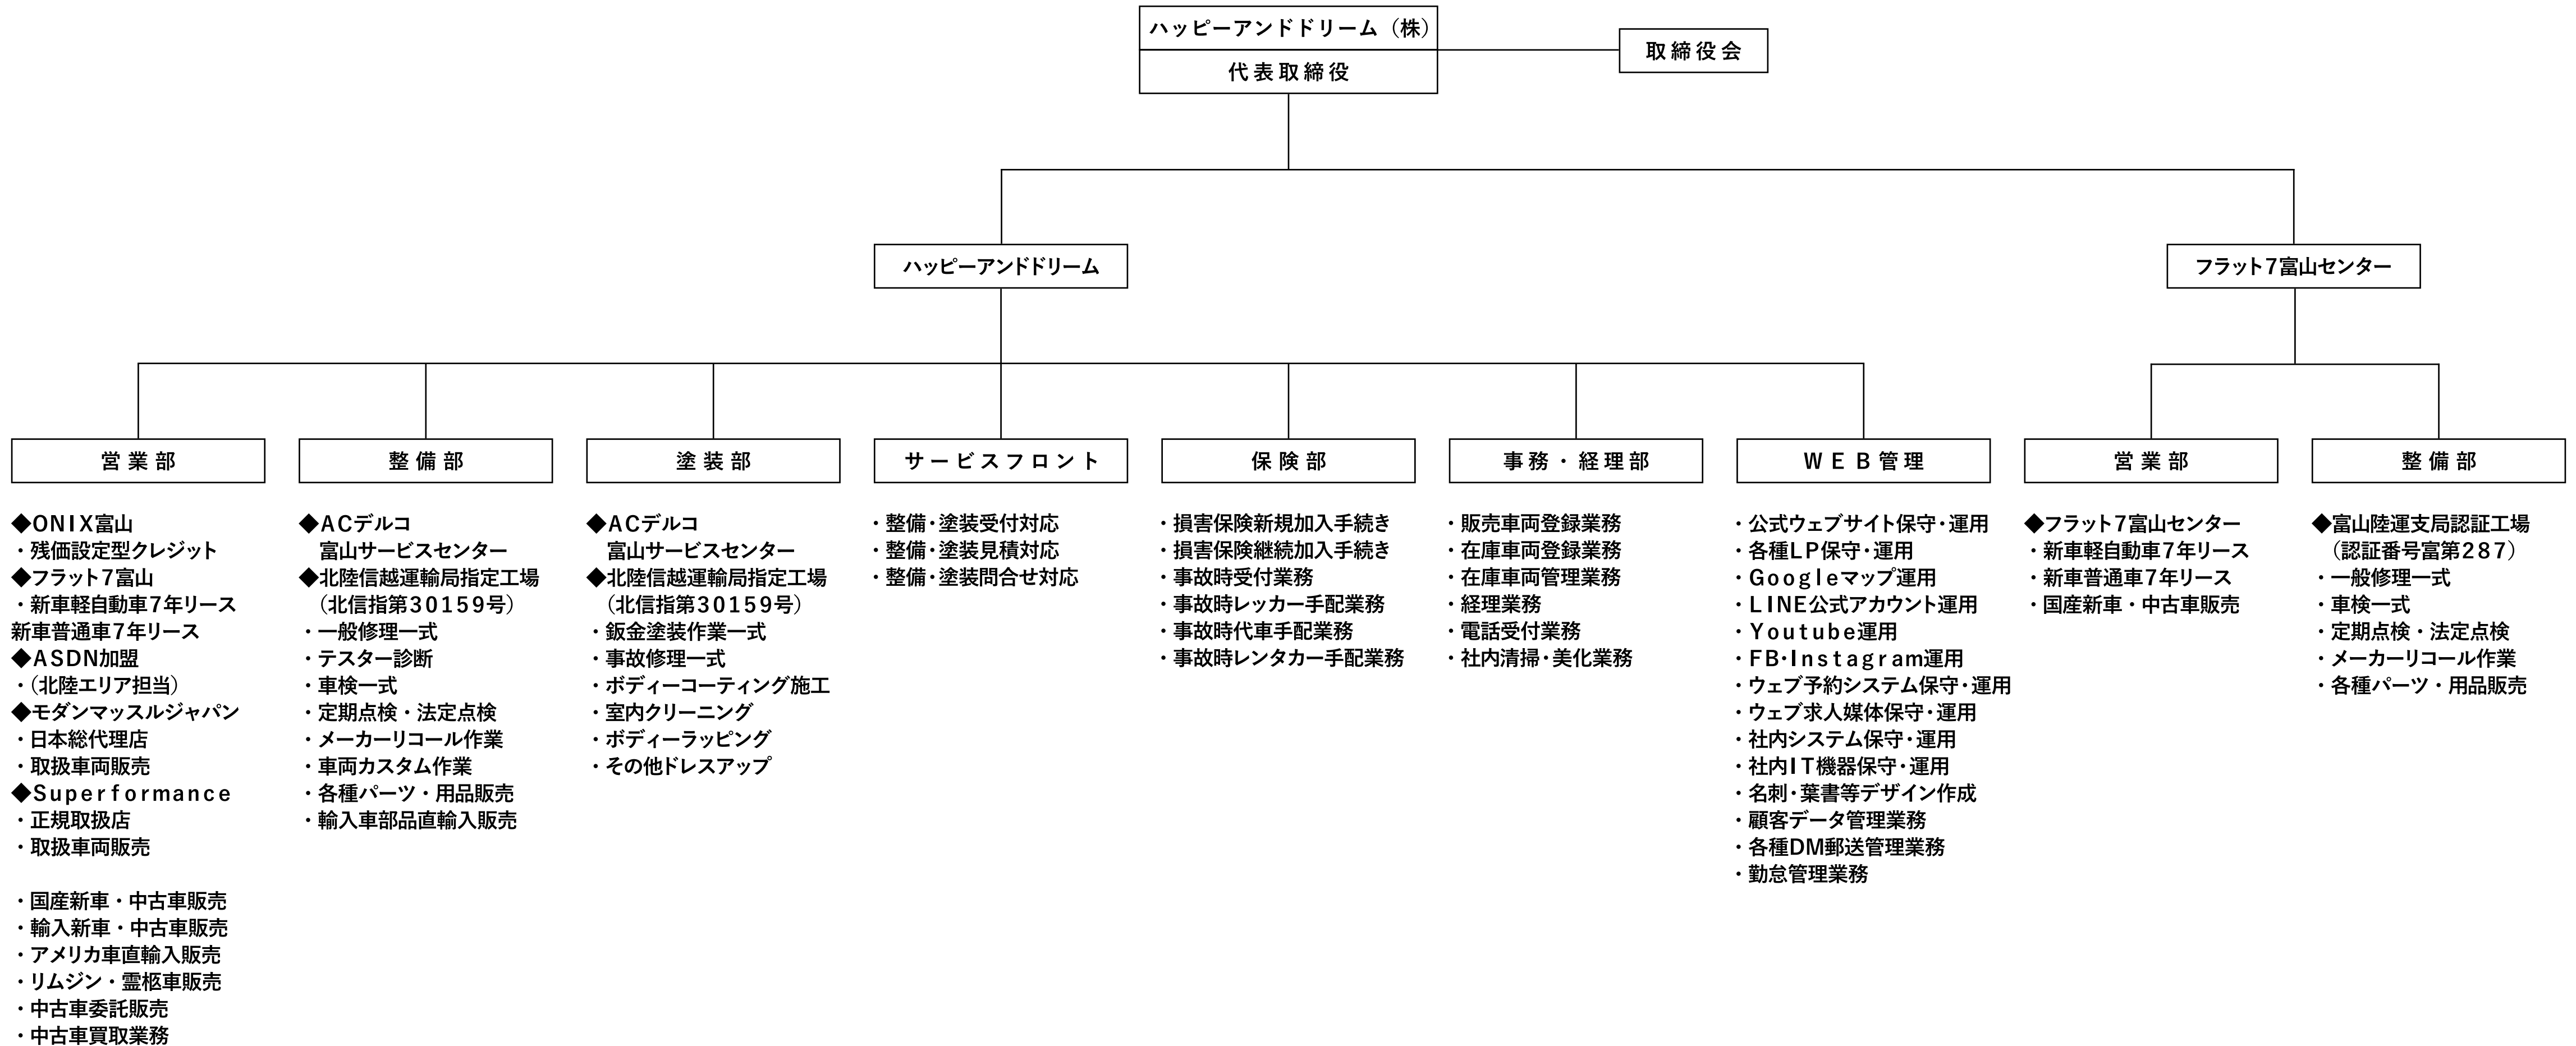 ハッピーアンドドリーム（株）
代表取締役
取締役会
ハッピーアンドドリーム
フラット７富山センター
営業部
◆ONIX富山
・残価設定型クレジット
◆フラット７富山
・新車軽自動車７年リース
新車普通車７年リース
◆ASDN加盟
・（北陸エリア担当）
◆モダンマッスルジャパン
・日本総代理店
・取扱車両販売
◆Superformance
・正規取扱店
・取扱車両販売
・国産新車・中古車販売
・輸入新車・中古車販売
・アメリカ車直輸入販売
・リムジン・霊柩車販売
・中古車委託販売
・中古車買取業務
整備部
◆ACデルコ
富山サービスセンター
◆北陸信越運輸局指定工場
（北信指第３０１５９号）
・一般修理一式
・テスター診断
・車検一式
・定期点検・法定点検
・メーカーリコール作業
・車両カスタム作業
・各種パーツ・用品販売
・輸入車部品直輸入販売
塗装部
◆ACデルコ
富山サービスセンター
◆北陸信越運輸局指定工場
（北信指第３０１５９号）
・鈑金塗装作業一式
・事故修理一式
・ボディーコーティング施工
・室内クリーニング
・ボディーラッピング
・その他ドレスアップ
サービスフロント
・整備・塗装受付対応
・整備・塗装見積対応
・整備・塗装問合せ対応
保険部
・損害保険新規加入手続き
・損害保険継続加入手続き
・事故時受付業務
・事故時レッカー手配業務
・事故時代車手配業務
・事故時レンタカー手配業務
事務・経理部
・販売車両登録業務
・在庫車両登録業務
・在庫車両管理業務
・経理業務
・電話受付業務
・社内清掃・美化業務
ＷＥＢ管理
・公式ウェブサイト保守・運用
・各種LP保守・運用
・Googleマップ運用
・LINE公式アカウント運用
・Youtube運用
・FB・Instagram運用
・ウェブ予約システム保守・運用
・ウェブ求人媒体保守・運用
・社内システム保守・運用
・社内IT機器保守・運用
・名刺・葉書等デザイン作成
・顧客データ管理業務
・各種DM郵送管理業務
・勤怠管理業務
営業部
◆フラット７富山センター
・新車軽自動車７年リース
・新車普通車７年リース
・国産新車・中古車販売
整備部
◆富山陸運支局認証工場
（認証番号富第２８７）
・一般修理一式
・車検一式
・定期点検・法定点検
・メーカーリコール作業
・各種パーツ・用品販売